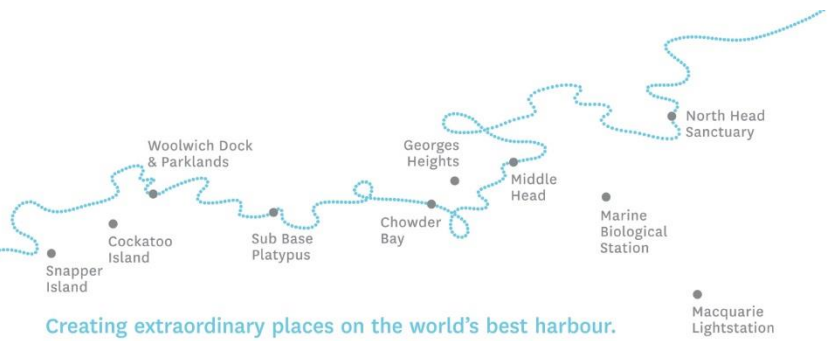 Woolwich Dock
& Parklands
Georges
Heights
North Head
Sanctuary
Middle
Head
Cockatoo
Island
Sub Base
Platypus
Chowder
Bay
Marine
Biological
Station
Snapper
Island
Macquarie
Lightstation
Creating extraordinary places on the world's best harbour.